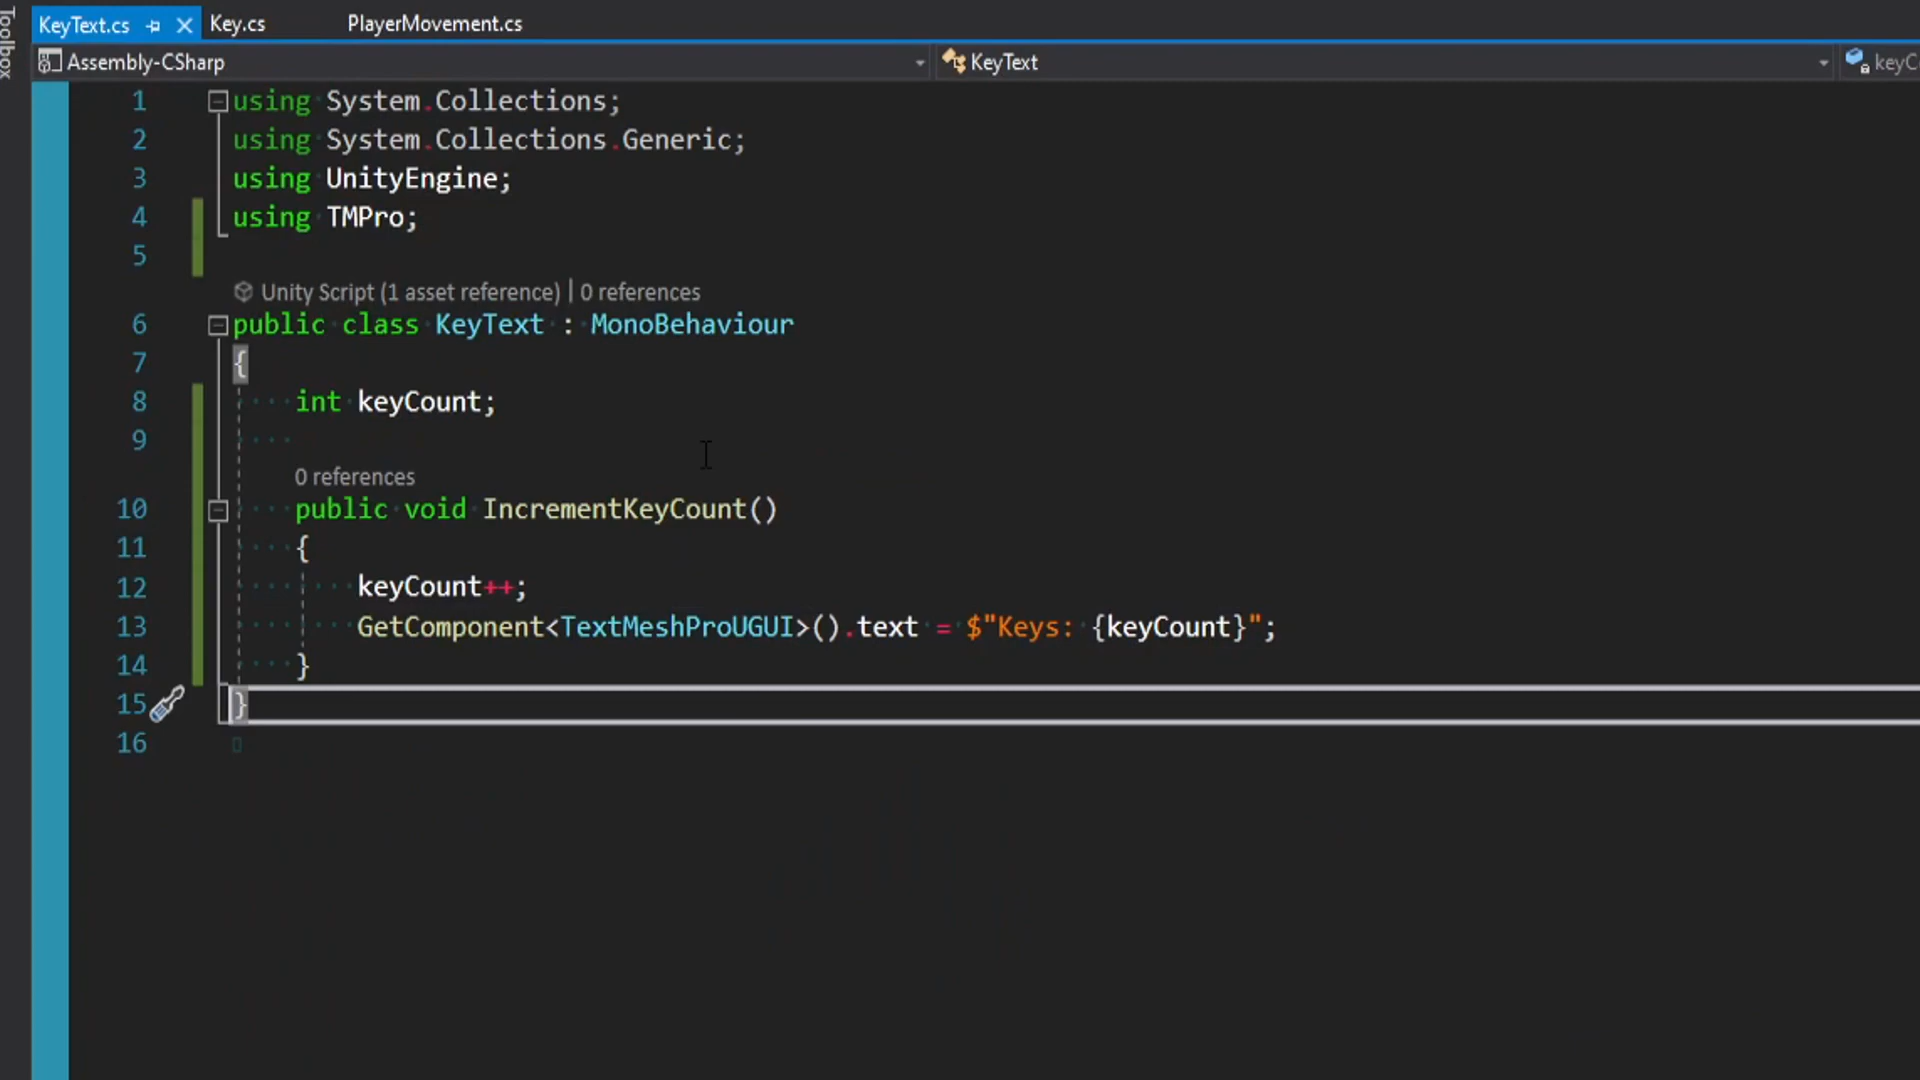 Toolbox
KeyText.cs Key.cs PlayerMovement.cs
Assembly-CSharp KeyText keyC
1 using System.Collections;
2 using System.Collections.Generic;
3 using UnityEngine;
4 using TMPro;
5
Unity Script (1 asset reference) | 0 references
6 public class KeyText : MonoBehaviour
7 {
8 int keyCount;
9
0 references
10 public void IncrementKeyCount()
11 {
12 keyCount++;
13 GetComponent<TextMeshProUGUI>().text = $"Keys: {keyCount}";
14 }
15 }
16